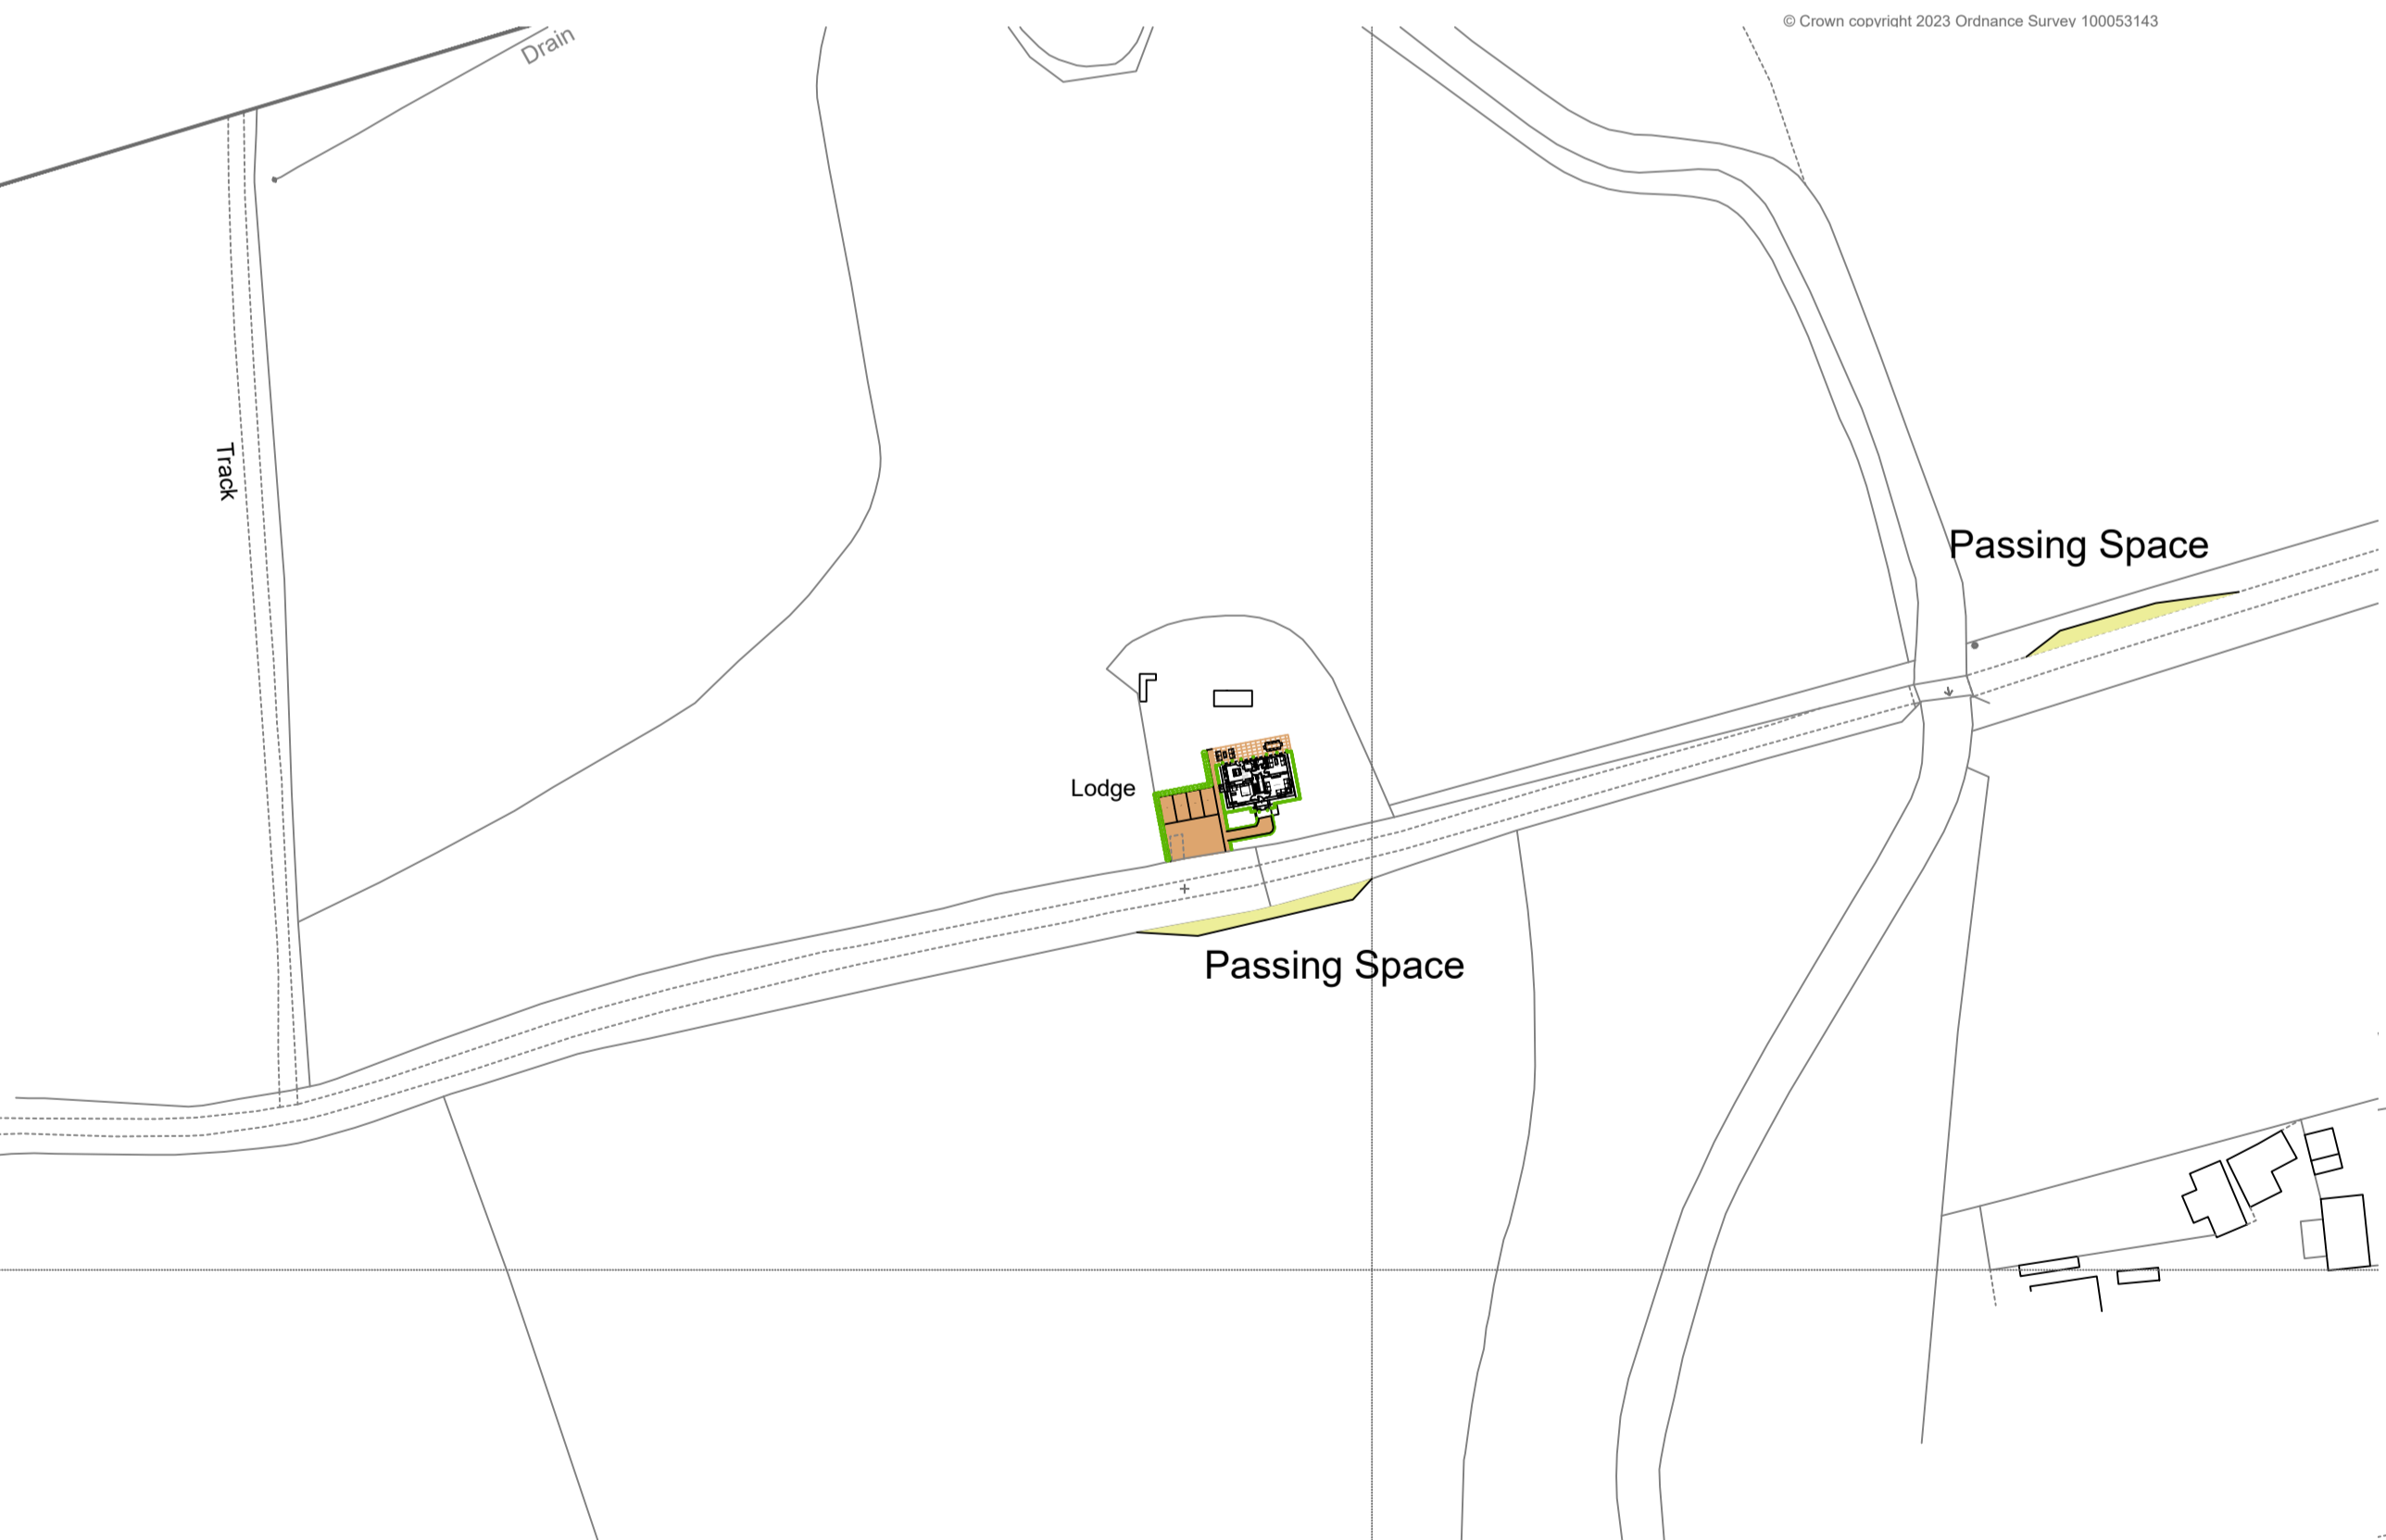 © Crown copyright 2023 Ordnance Survey 100053143
Drain
Track
Passing Space
Lodge
Passing Space